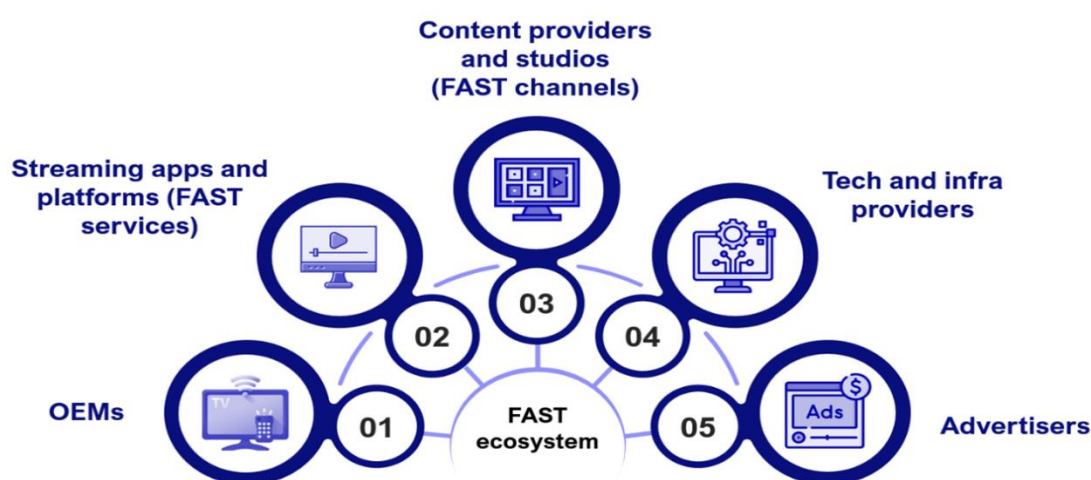 Content providers
and studios
(FAST channels)
Streaming apps and
platforms (FAST
services)
Tech and infra
providers
03
02
04
OEMs
TV
01
FAST
ecosystem
05
Ads
$
Advertisers